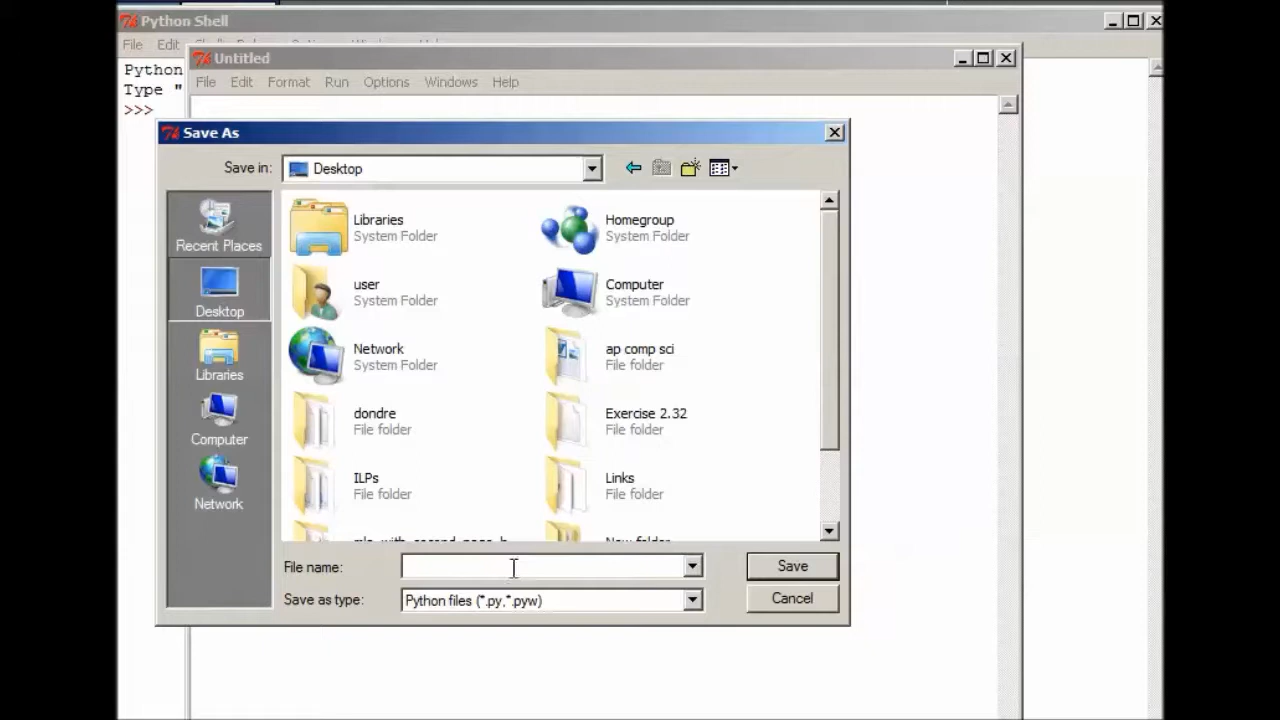 Python Shell
File Edit
Python
Type "
>>>
Untitled
File Edit Format Run Options Windows Help
Save As
Save in: Desktop
Recent Places
Desktop
Libraries
Computer
Network
Libraries
System Folder
Homegroup
System Folder
user
System Folder
Computer
System Folder
Network
System Folder
ap comp sci
File folder
dondre
File folder
Exercise 2.32
File folder
ILPs
File folder
Links
File folder
New folder
File name:
Save
Save as type: Python files (*.py,*.pyw)
Cancel